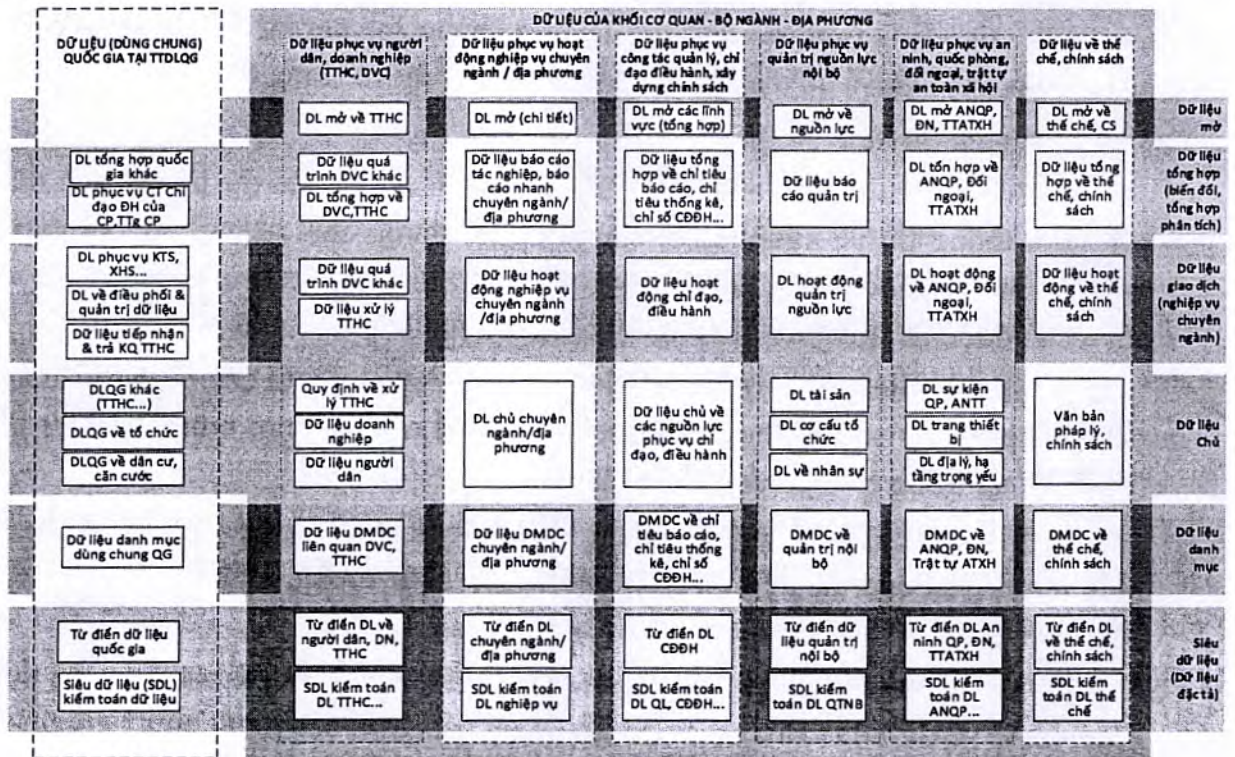 DỮ LIỆU CỦA KHỐI CƠ QUAN - BỘ NGÀNH - ĐỊA PHƯƠNG
DỮ LIỆU (DÙNG CHUNG)
QUỐC GIA TẠI TTDLQG
Dữ liệu phục vụ người
dân, doanh nghiệp
(TTHC, DVC)
Dữ liệu phục vụ hoạt
động nghiệp vụ chuyên
ngành / địa phương
Dữ liệu phục vụ
công tác quản lý, chỉ
đạo điều hành, xây
dựng chính sách
Dữ liệu phục vụ
quản trị nguồn lực
nội bộ
Dữ liệu phục vụ an
ninh, quốc phòng,
đối ngoại, trật tự
an toàn xã hội
Dữ liệu về thể
chế, chính sách
DL mở về TTHC
DL mở (chi tiết)
DL mở các lĩnh
vực (tổng hợp)
DL mở về
nguồn lực
DL mở ANQP,
ĐN, TTATXH
DL mở về
thể chế, CS
Dữ liệu
mở
DL tổng hợp quốc
gia khác
DL phục vụ CT Chỉ
đạo ĐH của
CP,TTg CP
Dữ liệu quá
trình DVC khác
DL tổng hợp về
DVC,TTHC
Dữ liệu báo cáo
tác nghiệp, báo
cáo nhanh
chuyên ngành/
địa phương
Dữ liệu tổng
hợp về chỉ tiêu
báo cáo, chỉ
tiêu thống kê,
chỉ số CĐĐH...
Dữ liệu báo
cáo quản trị
DL tổn hợp về
ANQP, Đối
ngoại,
TTATXH
Dữ liệu tổng
hợp về thể
chế, chính
sách
Dữ liệu
tổng hợp
(biến đổi,
tổng hợp
phân tích)
DL phục vụ KTS,
XHS...
DL về điều phối &
quản trị dữ liệu
Dữ liệu tiếp nhận
& trả KQ TTHC
Dữ liệu quá
trình DVC khác
Dữ liệu xử lý
TTHC
Dữ liệu hoạt
động nghiệp vụ
chuyên ngành
/địa phương
Dữ liệu hoạt
động chỉ đạo,
điều hành
DL hoạt động
quản trị
nguồn lực
DL hoạt động
về ANQP, Đối
ngoại,
TTATXH
Dữ liệu hoạt
động về thể
chế, chính
sách
Dữ liệu
giao dịch
(nghiệp vụ
chuyên
ngành)
DLQG khác
(TTHC...)
DLQG về tổ chức
DLQG về dân cư,
căn cước
Quy định về xử
lý TTHC
Dữ liệu doanh
nghiệp
Dữ liệu người
dân
DL chủ chuyên
ngành/địa
phương
Dữ liệu chủ về
các nguồn lực
phục vụ chỉ
đạo, điều hành
DL tài sản
DL cơ cấu tổ
chức
DL về nhân sự
DL sự kiện
QP, ANTT
DL trang thiết
bị
DL địa lý, hạ
tầng trọng yếu
Văn bản
pháp lý,
chính sách
Dữ liệu
Chủ
Dữ liệu danh mục
dùng chung QG
Dữ liệu DMDC
liên quan DVC,
TTHC
Dữ liệu DMDC
chuyên ngành/
địa phương
DMDC về chỉ
tiêu báo cáo,
chỉ tiêu thống
kê, chỉ số
CĐĐH...
DMDC về
quản trị nội
bộ
DMDC về
ANQP, ĐN,
Trật tự ATXH
DMDC về
thể chế,
chính sách
Dữ liệu
danh
mục
Từ điển dữ liệu
quốc gia
Siêu dữ liệu (SDL)
kiểm toán dữ liệu
Từ điển DL về
người dân, DN,
TTHC
SDL kiểm toán
DL TTHC...
Từ điển DL
chuyên ngành/
địa phương
SDL kiểm toán
DL nghiệp vụ
Từ điển DL
CĐĐH
SDL kiểm toán
DL QL, CĐĐH...
Từ điển dữ
liệu quản trị
nội bộ
SDL kiểm
toán DL QTNB
Từ điển DL An
ninh QP, ĐN,
TTATXH
SDL kiểm
toán DL
ANQP...
Từ điển DL
về thể chế,
chính sách
SDL kiểm
toán DL thể
chế
Siêu
dữ liệu
(Dữ liệu
đặc tả)